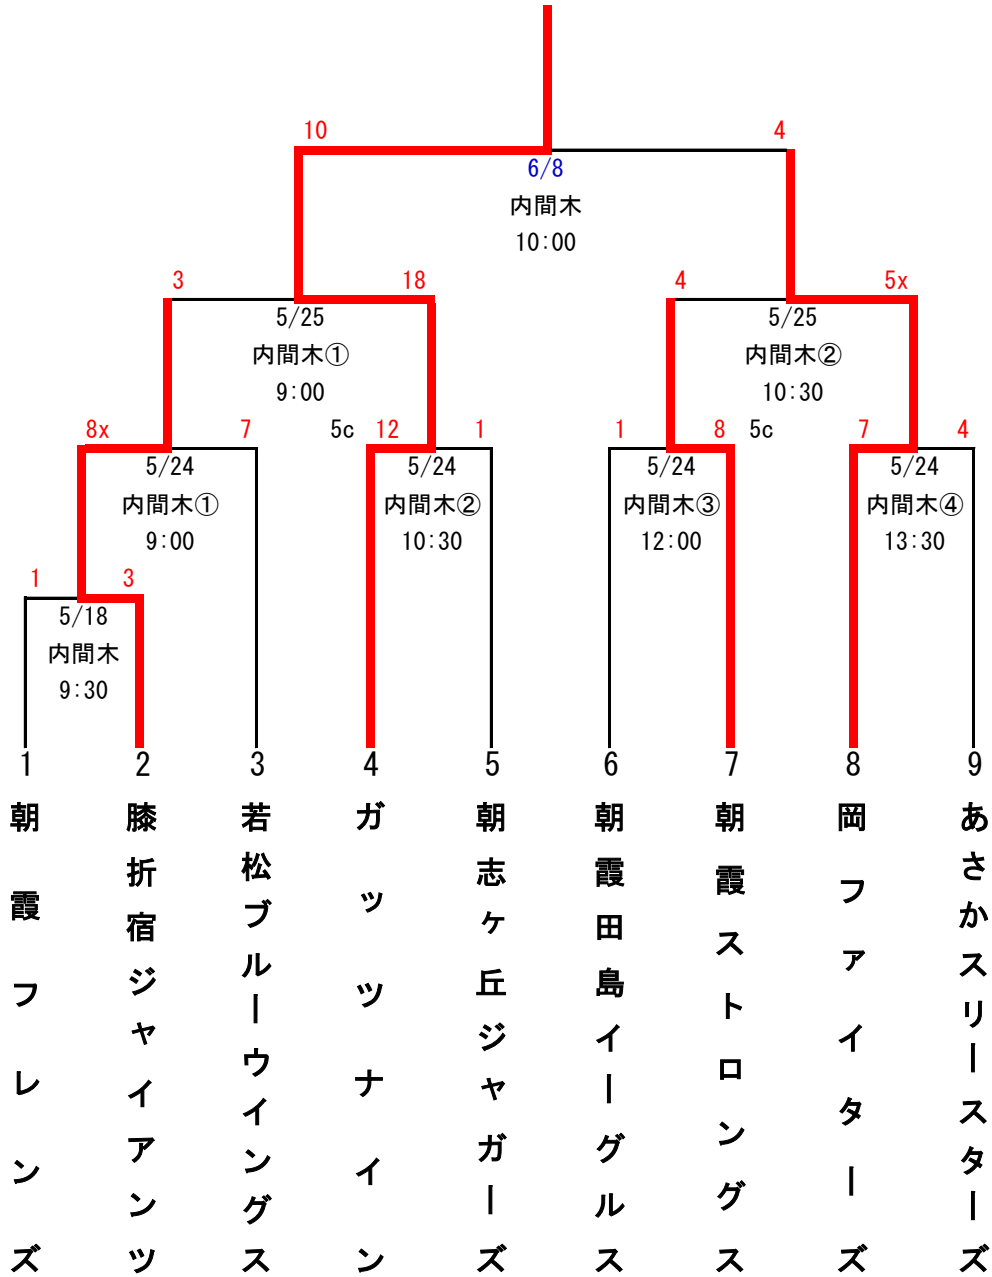 10 4
6/8
内間木
10:00
3 18 4 5x
5/25 5/25
内間木① 内間木②
9:00 10:30
8x 7 5c 12 1 1 8 5c 7 4
5/24 5/24 5/24 5/24
内間木① 内間木② 内間木③ 内間木④
9:00 10:30 12:00 13:30
1 3
5/18
内間木
9:30
1 2 3 4 5 6 7 8 9
朝霞フレンズ
膝折宿ジャイアンツ
若松ブルーウイングス
ガッツナイン
朝志ヶ丘ジャガーズ
朝霞田島イーグルス
朝霞ストロングス
岡ファイターズ
あさかスリースターズ